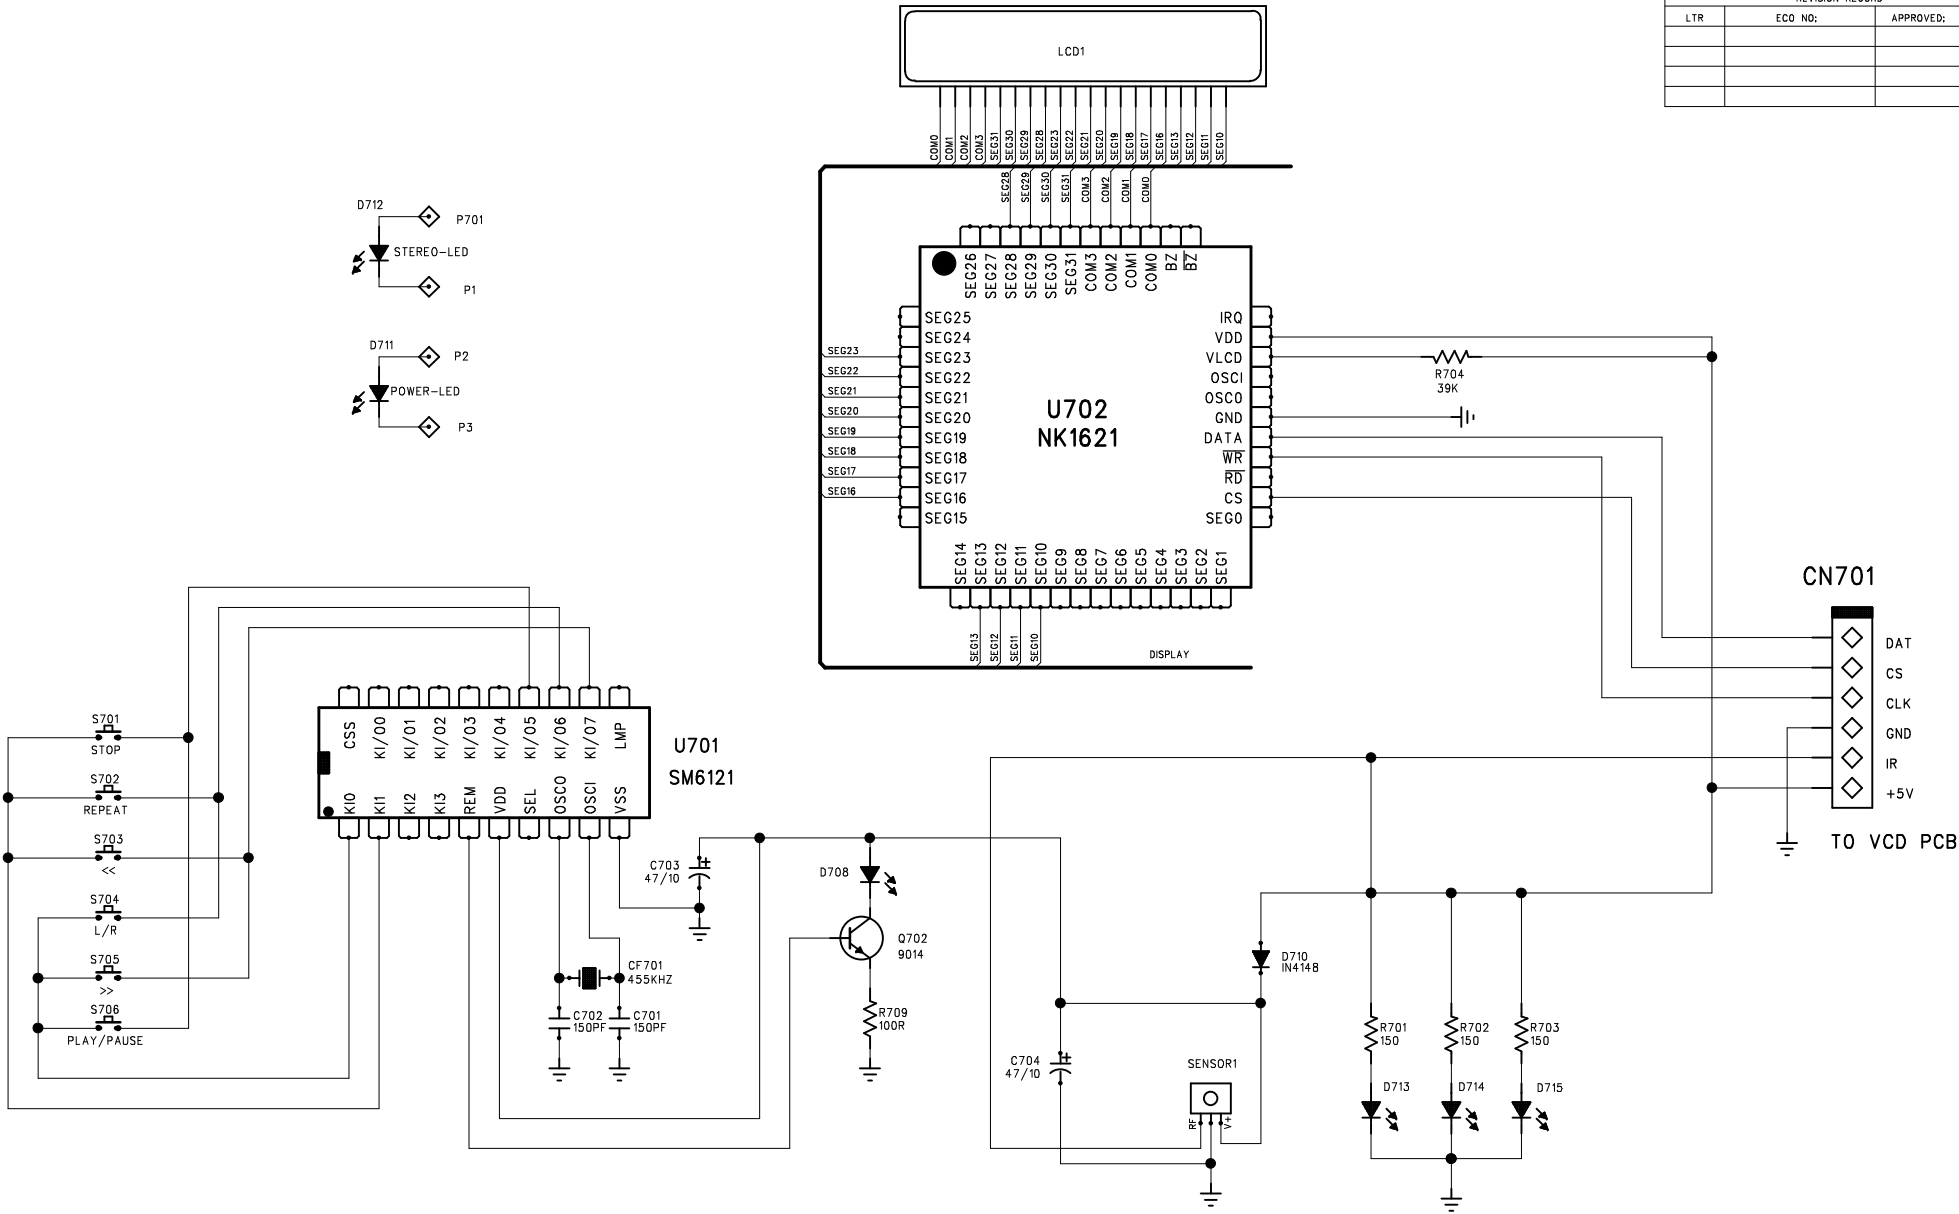 REVISION RECORD
LTR
ECO NO;
APPROVED;
LCD1
COM0
COM1
COM2
COM3
SEG31
SEG30
SEG29
SEG28
SEG23
SEG22
SEG21
SEG20
SEG19
SEG18
SEG17
SEG16
SEG13
SEG12
SEG11
SEG10
SEG28
SEG29
SEG30
SEG31
COM3
COM2
COM1
COM0
D712
P701
STEREO-LED
P1
D711
P2
POWER-LED
P3
SEG26
SEG27
SEG28
SEG29
SEG30
SEG31
COM3
COM2
COM1
COM0
BZ
BZ
SEG25
SEG24
SEG23
SEG22
SEG21
SEG20
SEG19
SEG18
SEG17
SEG16
SEG15
SEG23
SEG22
SEG21
SEG20
SEG19
SEG18
SEG17
SEG16
U702
NK1621
IRQ
VDD
VLCD
OSCI
OSCO
GND
DATA
WR
RD
CS
SEG0
R704
39K
SEG14
SEG13
SEG12
SEG11
SEG10
SEG9
SEG8
SEG7
SEG6
SEG5
SEG4
SEG3
SEG2
SEG1
SEG13
SEG12
SEG11
SEG10
DISPLAY
CN701
DAT
CS
CLK
GND
IR
+5V
TO VCD PCB
S701
STOP
S702
REPEAT
S703
<<
S704
L/R
S705
>>
S706
PLAY/PAUSE
CSS
KI/O0
KI/O1
KI/O2
KI/O3
KI/O4
KI/O5
KI/O6
KI/O7
LMP
KI0
KI1
KI2
KI3
REM
VDD
SEL
OSCO
OSCI
VSS
U701
SM6121
C703
+
47/10
D708
Q702
9014
R709
100R
CF701
455KHZ
C702
150PF
C701
150PF
D710
IN4148
C704
+
47/10
SENSOR1
RF
V+
R701
150
R702
150
R703
150
D713
D714
D715